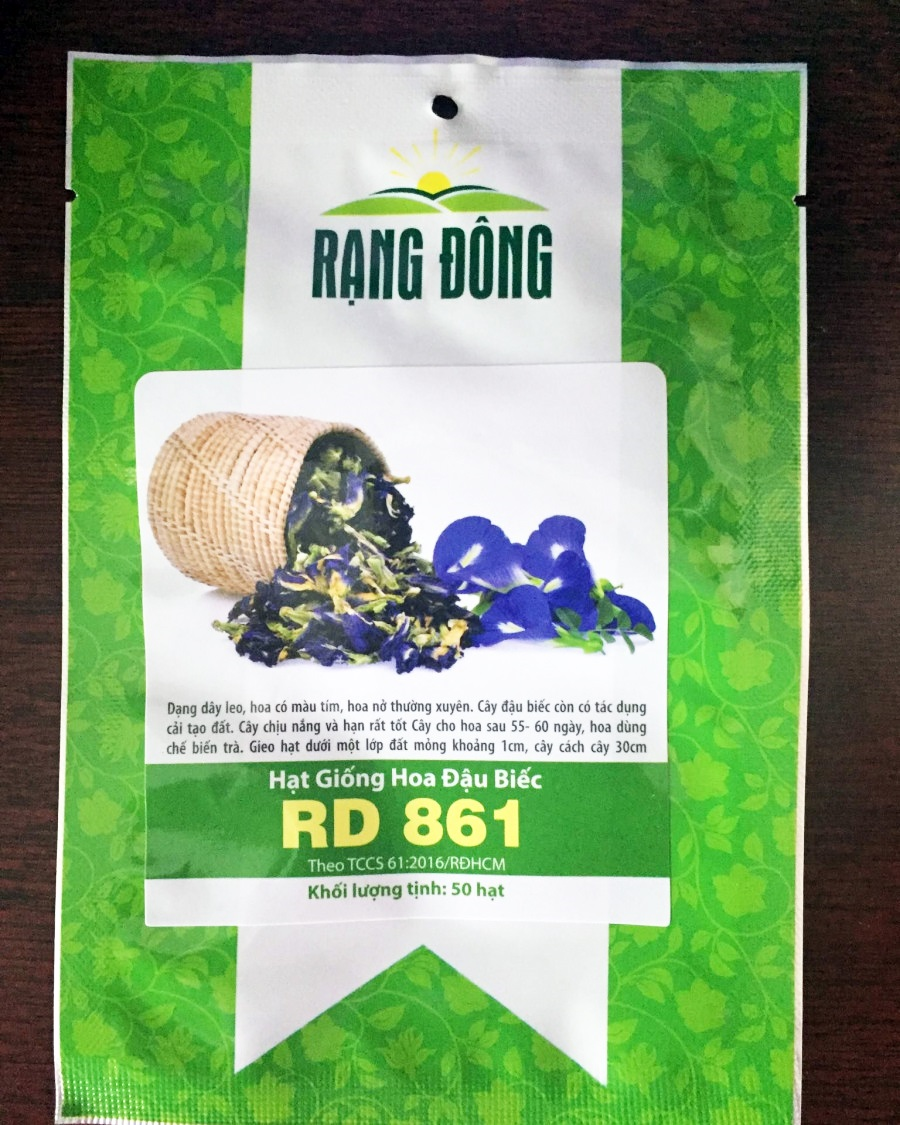 RẠNG ĐÔNG
Dạng dây leo, hoa có màu tím, hoa nở thường xuyên. Cây đậu biếc còn có tác dụng
cải tạo đất. Cây chịu nắng và hạn rất tốt Cây cho hoa sau 55- 60 ngày, hoa dùng
chế biến trà. Gieo hạt dưới một lớp đất mỏng khoảng 1cm, cây cách cây 30cm
Hạt Giống Hoa Đậu Biếc
RD 861
Theo TCCS 61:2016/RĐHCM
Khối lượng tịnh: 50 hạt